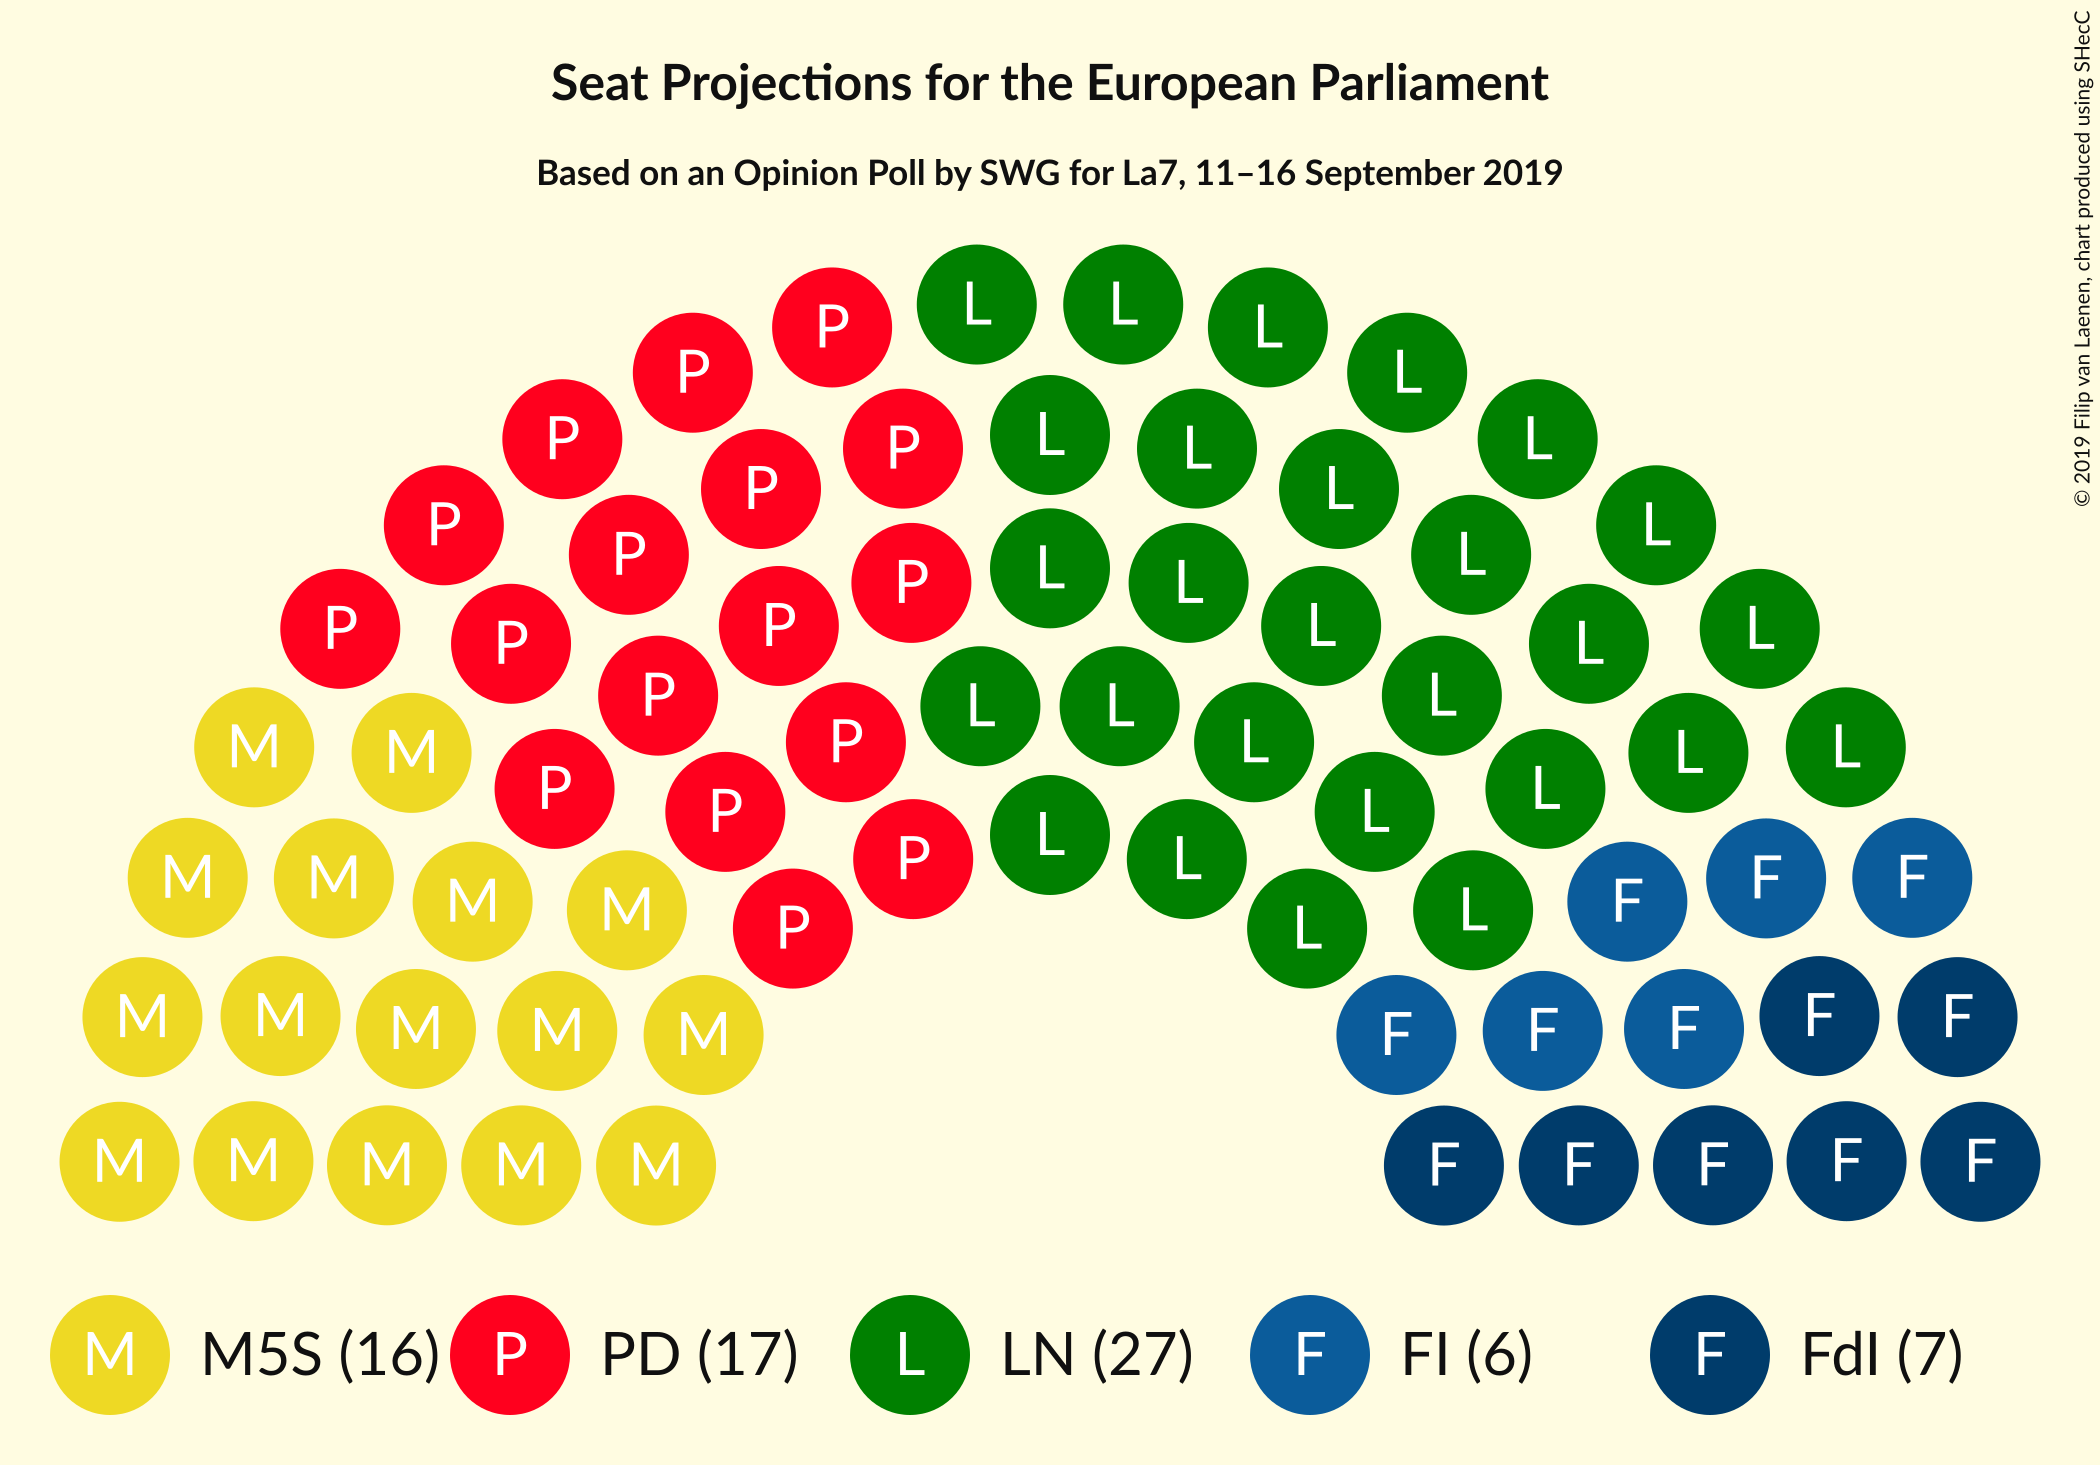 Seat Projections for the European Parliament
Based on an Opinion Poll by SWG for La7, 11–16 September 2019
© 2019 Filip van Laenen, chart produced using SHecC
L L
P L
P L
P P L L L
P L
P L
P L L
P L
P P P L L L
P L L L
M M P L L L
P P L L
L
P L
M M M M P L L F F F
M M M M M F F F F F
M M M M M F F F F F
M M5S (16) P PD (17) L LN (27) F FI (6) F FdI (7)